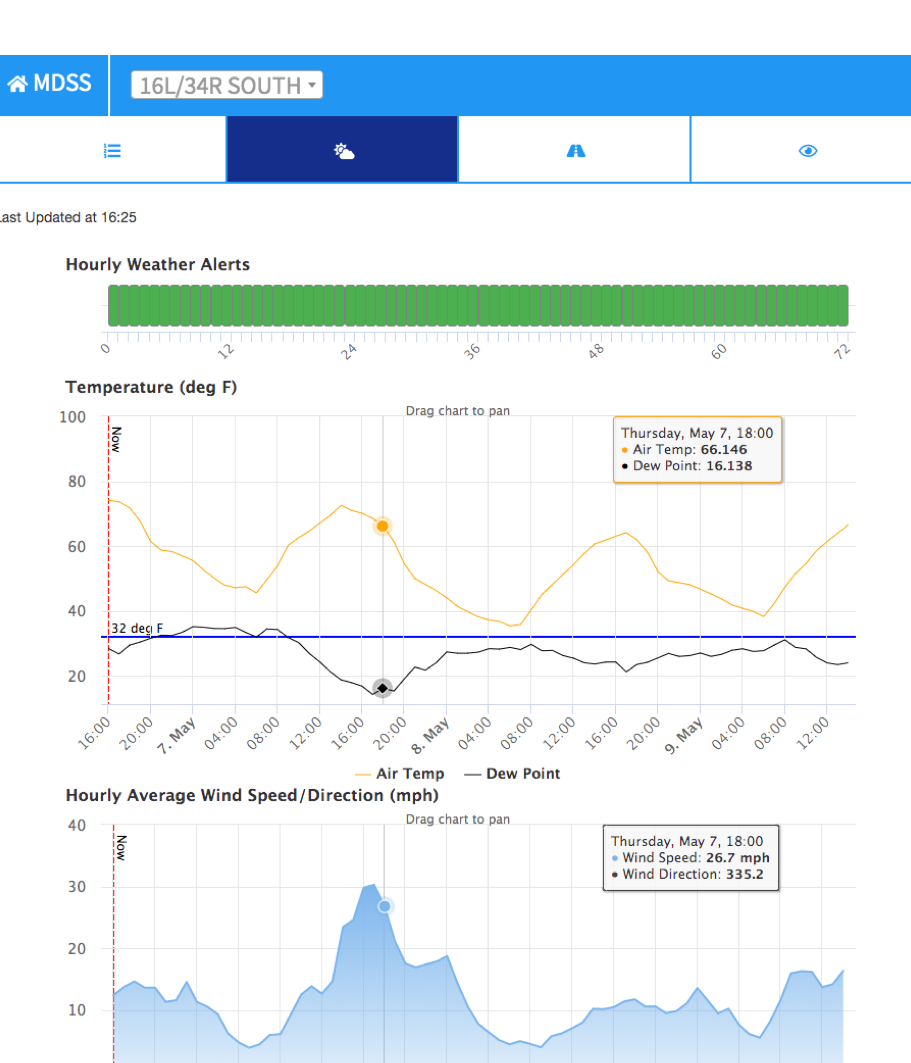 MDSS
16L/34R SOUTH
Last Updated at 16:25
Hourly Weather Alerts
0 12 24 36 48 60 72
Temperature (deg F)
Drag chart to pan
100
80
60
40
20
Now
32 deg F
Thursday, May 7, 18:00
Air Temp: 66.146
Dew Point: 16.138
16:00 20:00 7. May 04:00 08:00 12:00 16:00 20:00 8. May 04:00 08:00 12:00 16:00 20:00 9. May 04:00 08:00 12:00
Air Temp Dew Point
Hourly Average Wind Speed/Direction (mph)
Drag chart to pan
40
30
20
10
Now
Thursday, May 7, 18:00
Wind Speed: 26.7 mph
Wind Direction: 335.2